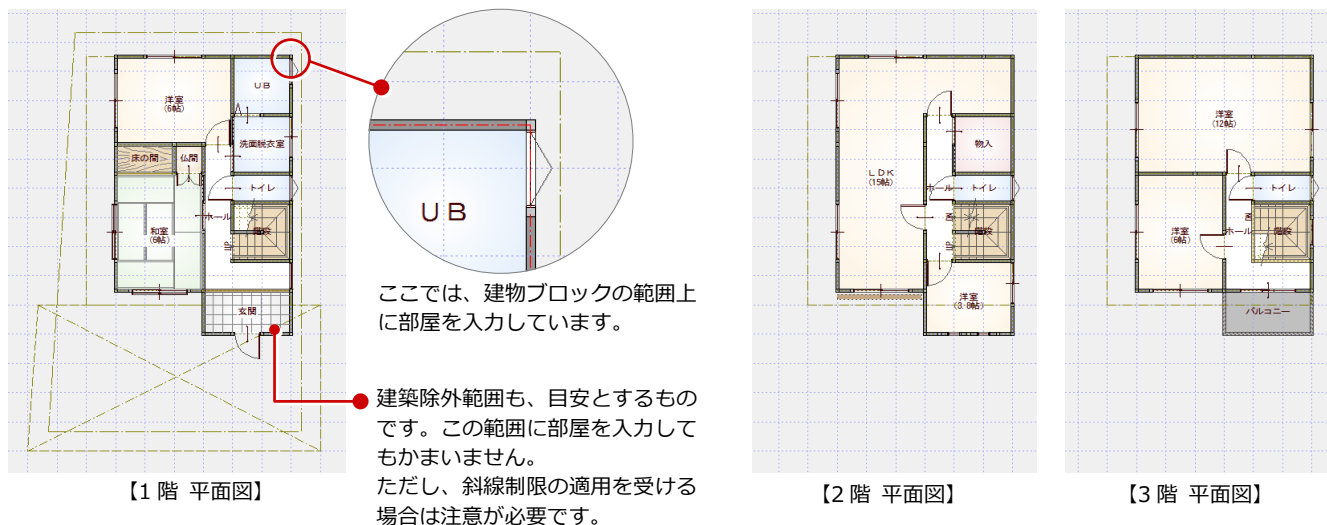 洋室
(6帖)
UB
洗面脱衣室
床の間
仏間
トイレ
ホール
和室
(6帖)
階段
UP
玄関
【1階 平面図】
UB
ここでは、建物ブロックの範囲上
に部屋を入力しています。
建築除外範囲も、目安とするもの
です。この範囲に部屋を入力して
もかまいません。
ただし、斜線制限の適用を受ける
場合は注意が必要です。
物入
LDK
(15帖)
ホール
トイレ
DN
階段
UP
洋室
(3.8帖)
【2階 平面図】
洋室
(12帖)
トイレ
DN
洋室
(6帖)
ホール
階段
バルコニー
【3階 平面図】